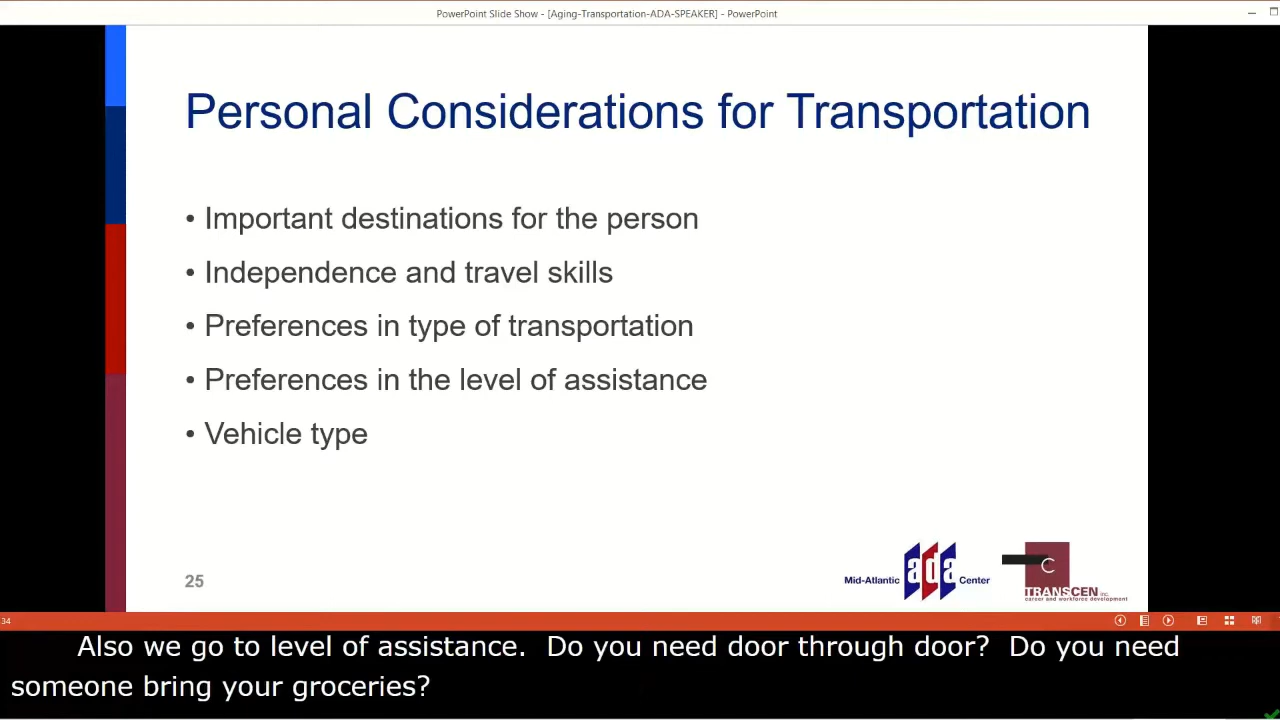 PowerPoint Slide Show - [Aging-Transportation-ADA-SPEAKER] - PowerPoint
Personal Considerations for Transportation
• Important destinations for the person
• Independence and travel skills
• Preferences in type of transportation
• Preferences in the level of assistance
• Vehicle type
25
Mid-Atlantic ada Center
C
TRANSCEN inc.
career and workforce development
34
Also we go to level of assistance.  Do you need door through door?  Do you need
someone bring your groceries?